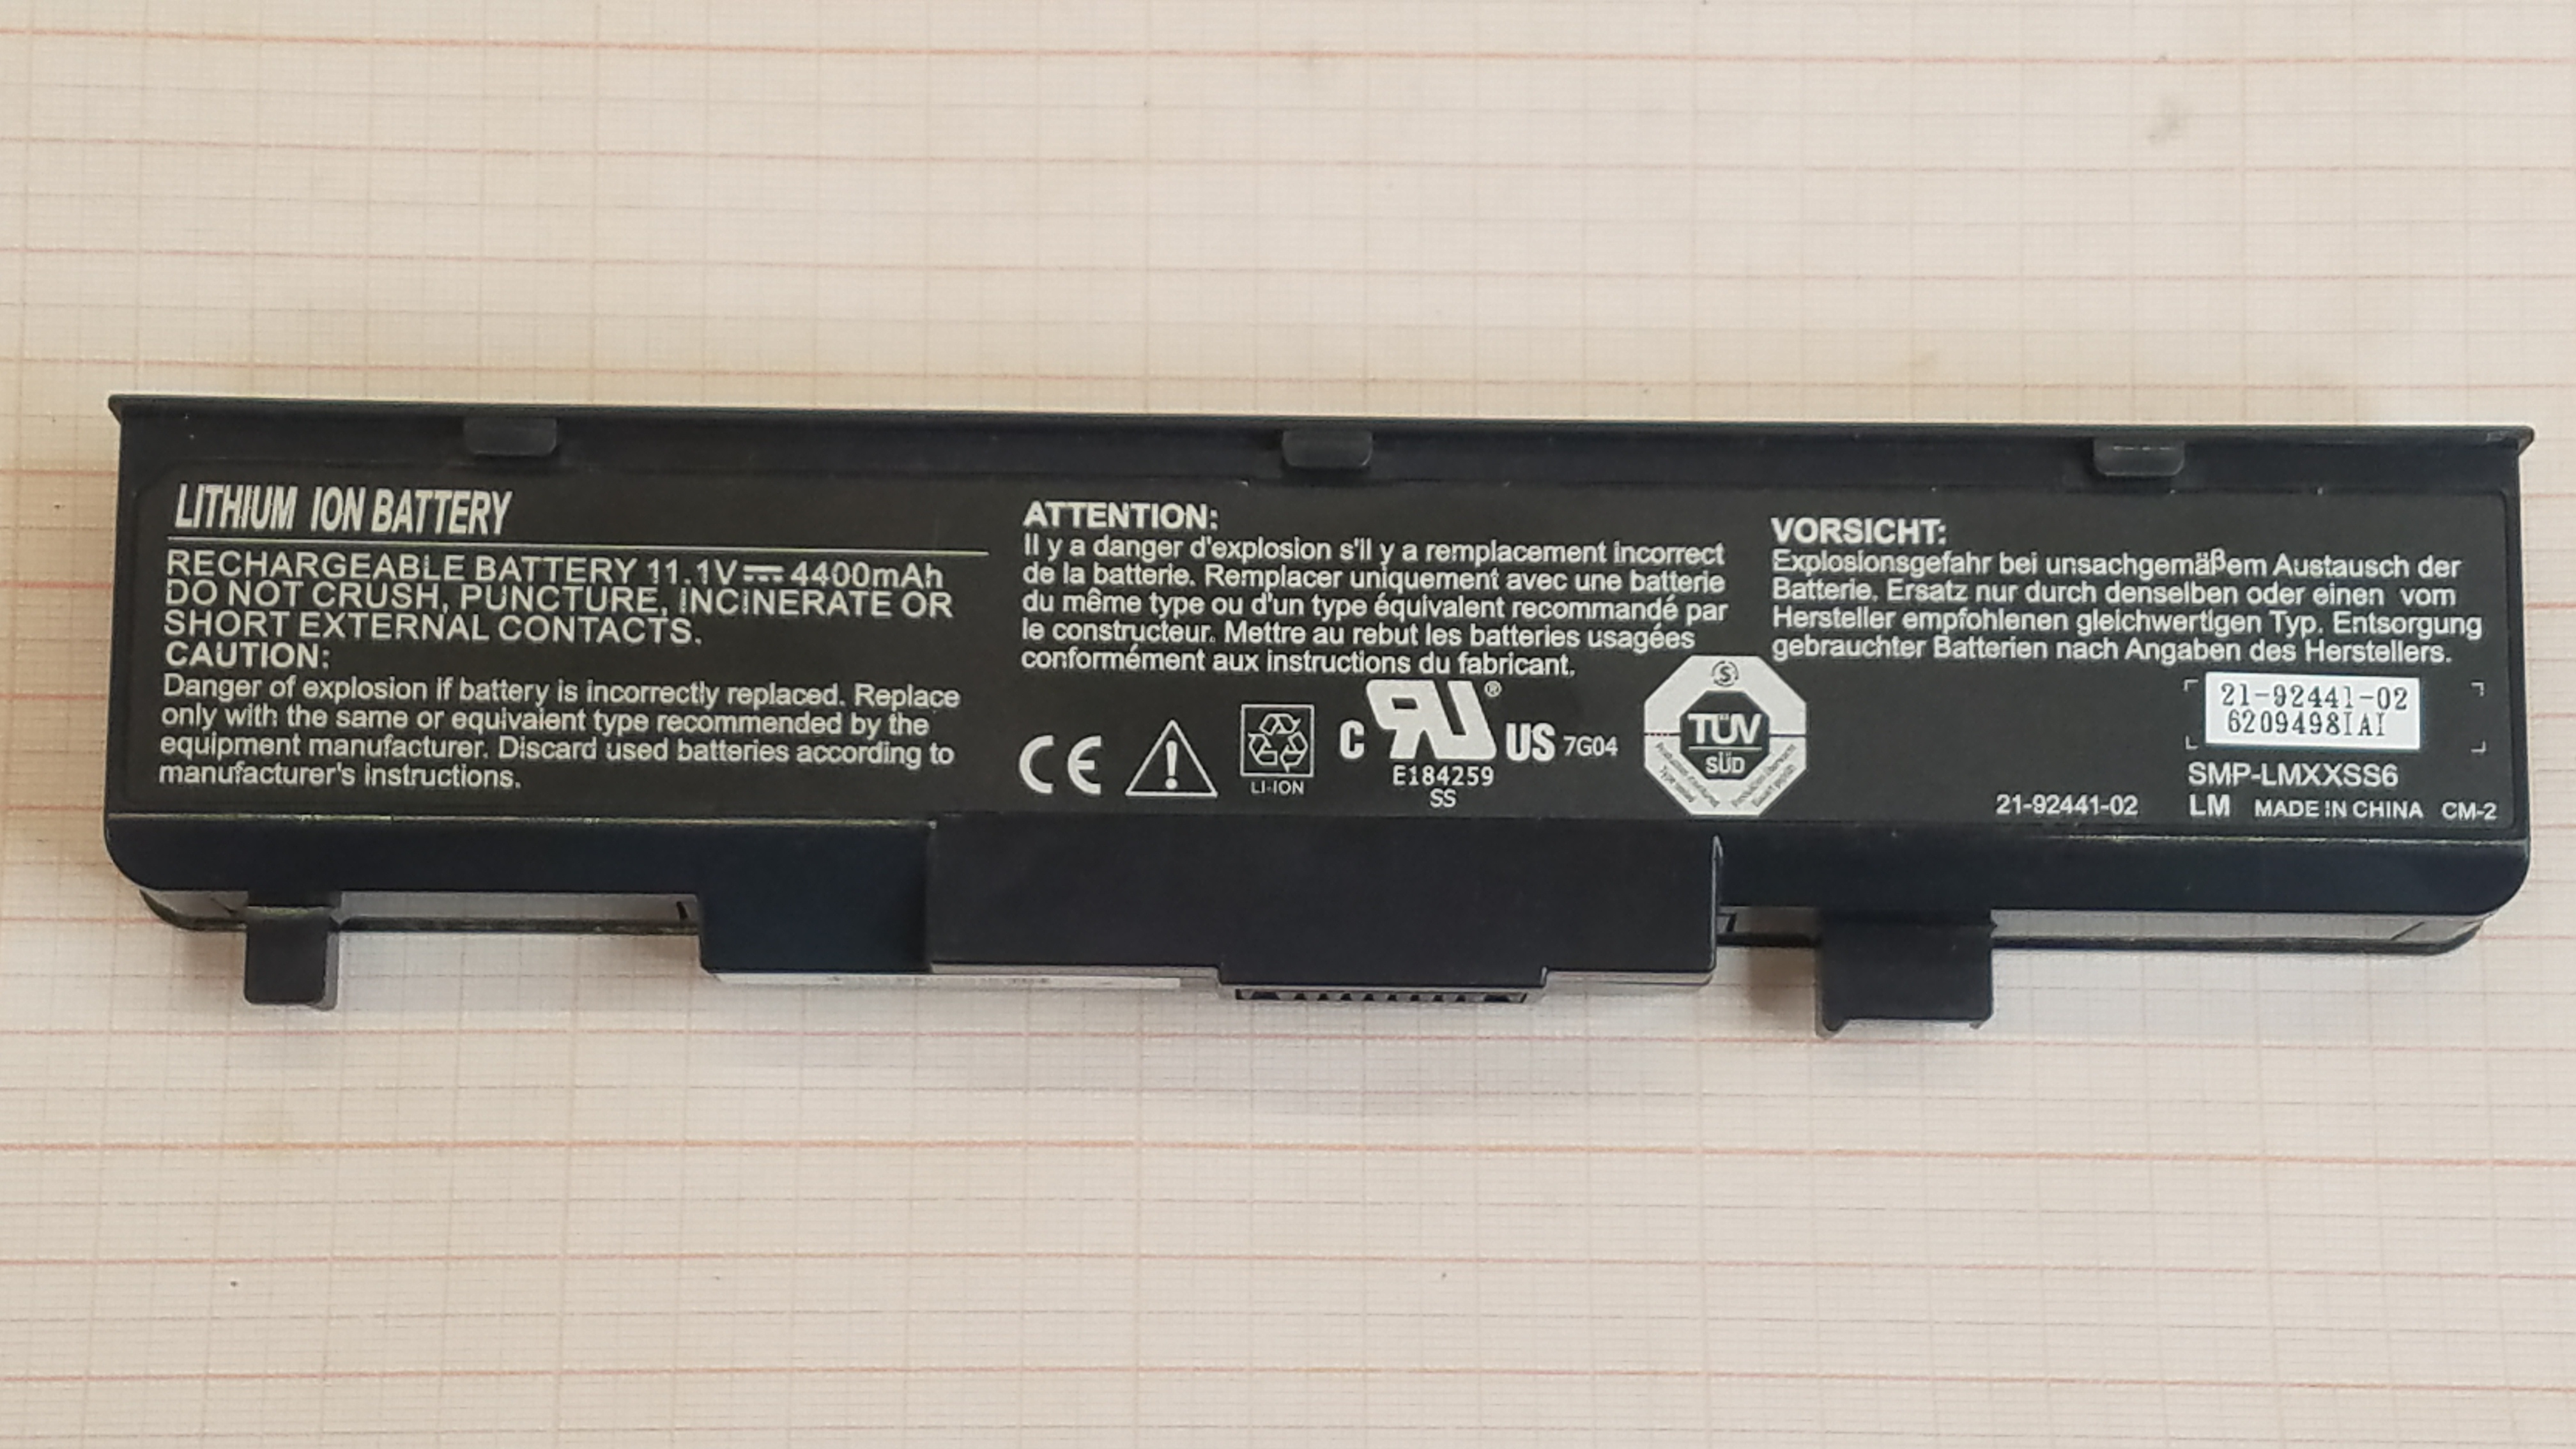 LITHIUM ION BATTERY
RECHARGEABLE BATTERY 11.1V⎓4400mAh
DO NOT CRUSH, PUNCTURE, INCINERATE OR
SHORT EXTERNAL CONTACTS.
CAUTION:
Danger of explosion if battery is incorrectly replaced. Replace
only with the same or equivalent type recommended by the
equipment manufacturer. Discard used batteries according to
manufacturer's instructions.
ATTENTION:
Il y a danger d'explosion s'il y a remplacement incorrect
de la batterie. Remplacer uniquement avec une batterie
du même type ou d'un type équivalent recommandé par
le constructeur. Mettre au rebut les batteries usagées
conformément aux instructions du fabricant.
CE
LI-ION
C RU® US 7G04
E184259
SS
S
TÜV
SÜD
VORSICHT:
Explosionsgefahr bei unsachgemäßem Austausch der
Batterie. Ersatz nur durch denselben oder einen vom
Hersteller empfohlenen gleichwertigen Typ. Entsorgung
gebrauchter Batterien nach Angaben des Herstellers.
21-92441-02
6209498IAI
SMP-LMXXSS6
21-92441-02 LM MADE IN CHINA CM-2